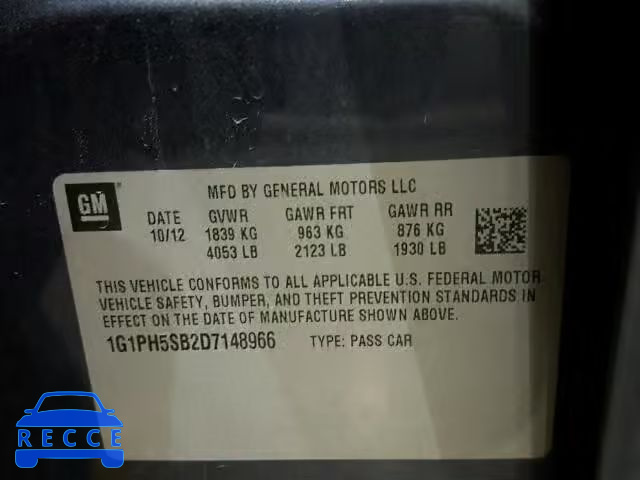 GM
MFD BY GENERAL MOTORS LLC
DATE GVWR GAWR FRT GAWR RR
10/12 1839 KG 963 KG 876 KG
4053 LB 2123 LB 1930 LB
THIS VEHICLE CONFORMS TO ALL APPLICABLE U.S. FEDERAL MOTOR
VEHICLE SAFETY, BUMPER, AND THEFT PREVENTION STANDARDS IN
EFFECT ON THE DATE OF MANUFACTURE SHOWN ABOVE.
1G1PH5SB2D7148966 TYPE: PASS CAR
RECCE